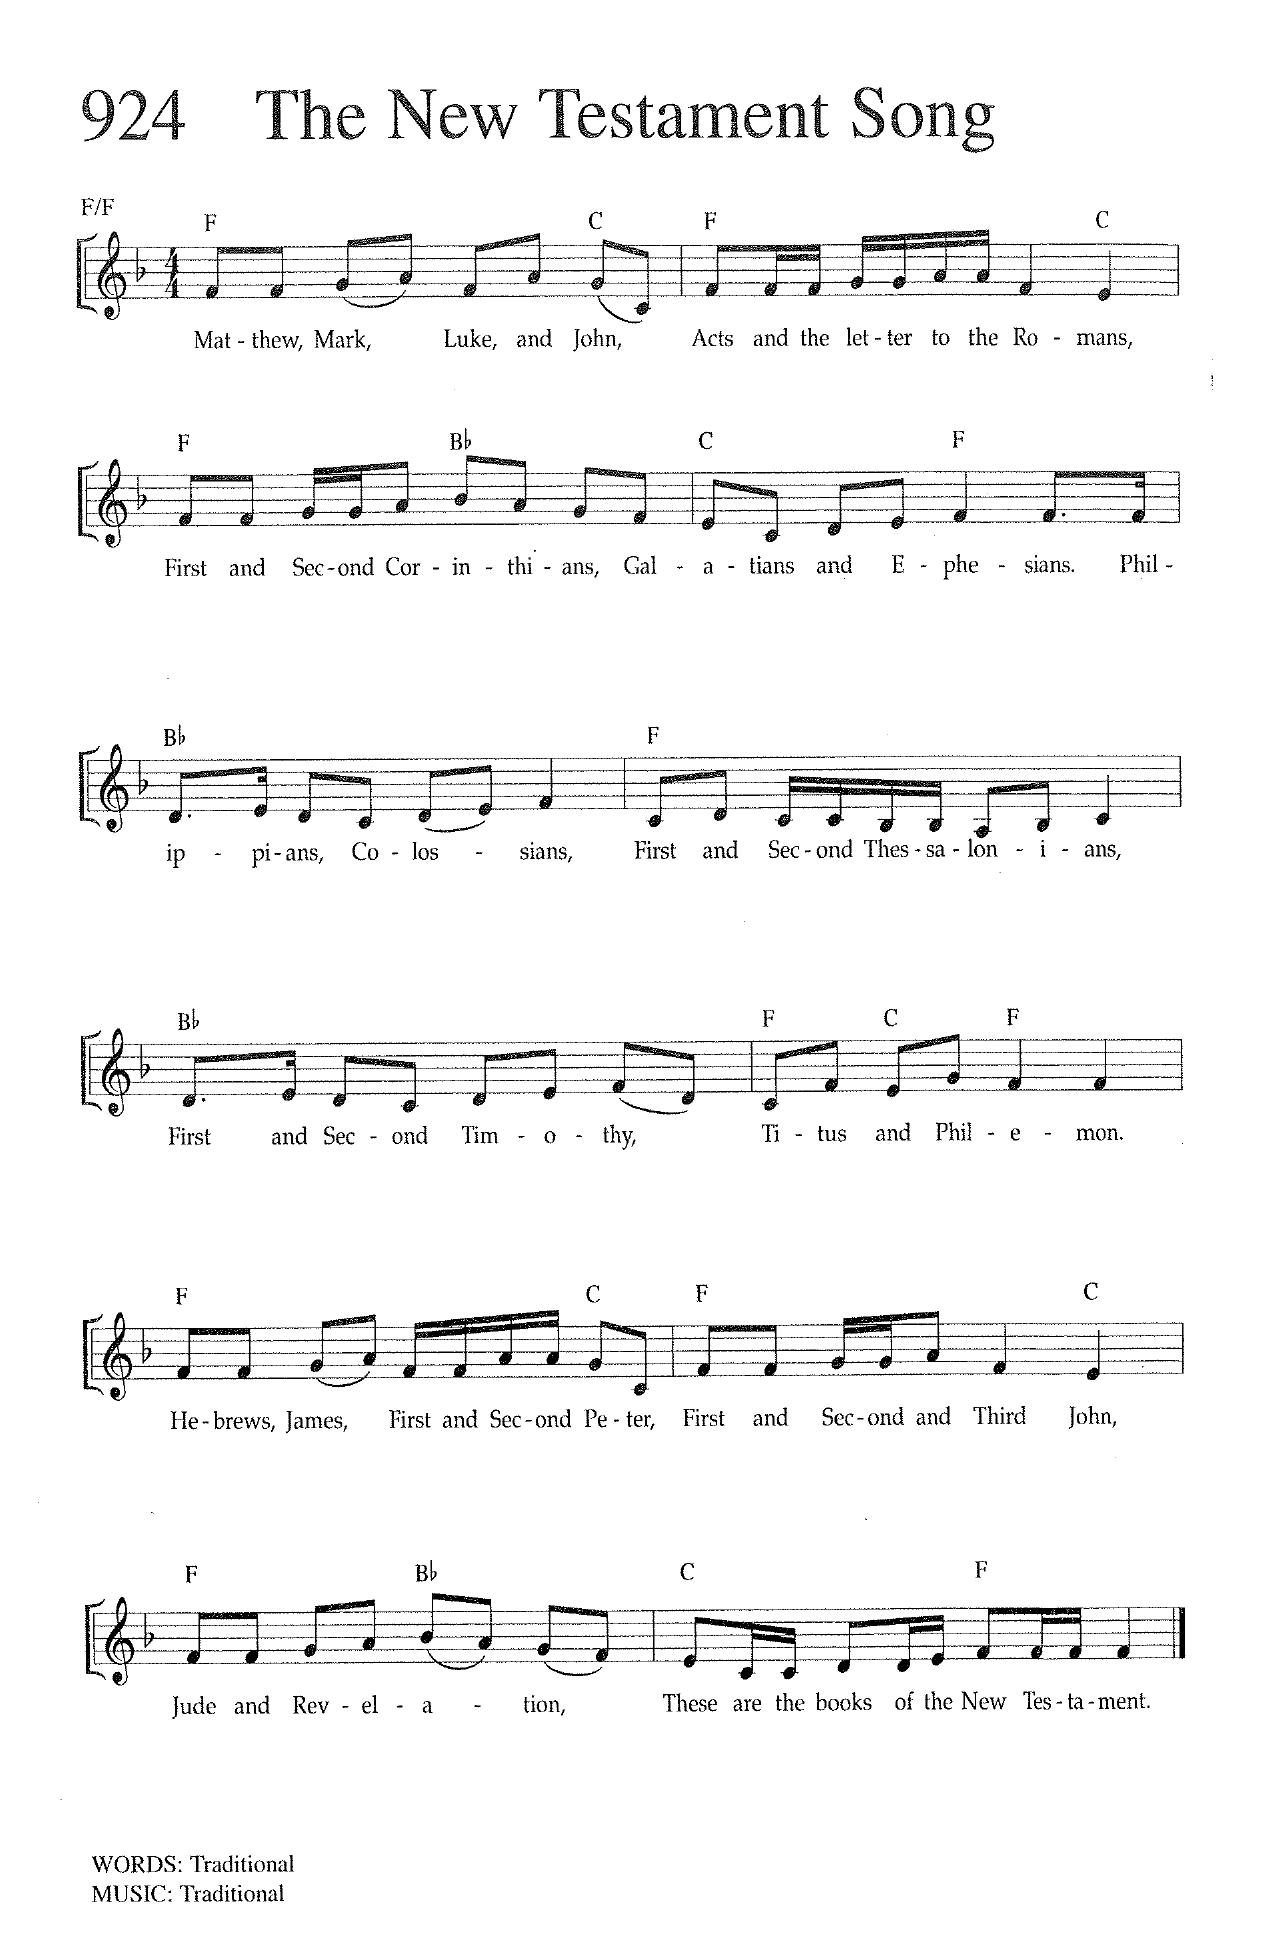 924 The New Testament Song
F/F
F C F C
4/4
Mat - thew, Mark, Luke, and John, Acts and the let - ter to the Ro - mans,
F B♭ C F
First and Sec - ond Cor - in - thi - ans, Gal - a - tians and E - phe - sians. Phil -
B♭ F
ip - pi - ans, Co - los - sians, First and Sec - ond Thes - sa - lon - i - ans,
B♭ F C F
First and Sec - ond Tim - o - thy, Ti - tus and Phil - e - mon.
F C F C
He - brews, James, First and Sec - ond Pe - ter, First and Sec - ond and Third John,
F B♭ C F
Jude and Rev - el - a - tion, These are the books of the New Tes - ta - ment.
WORDS: Traditional
MUSIC: Traditional